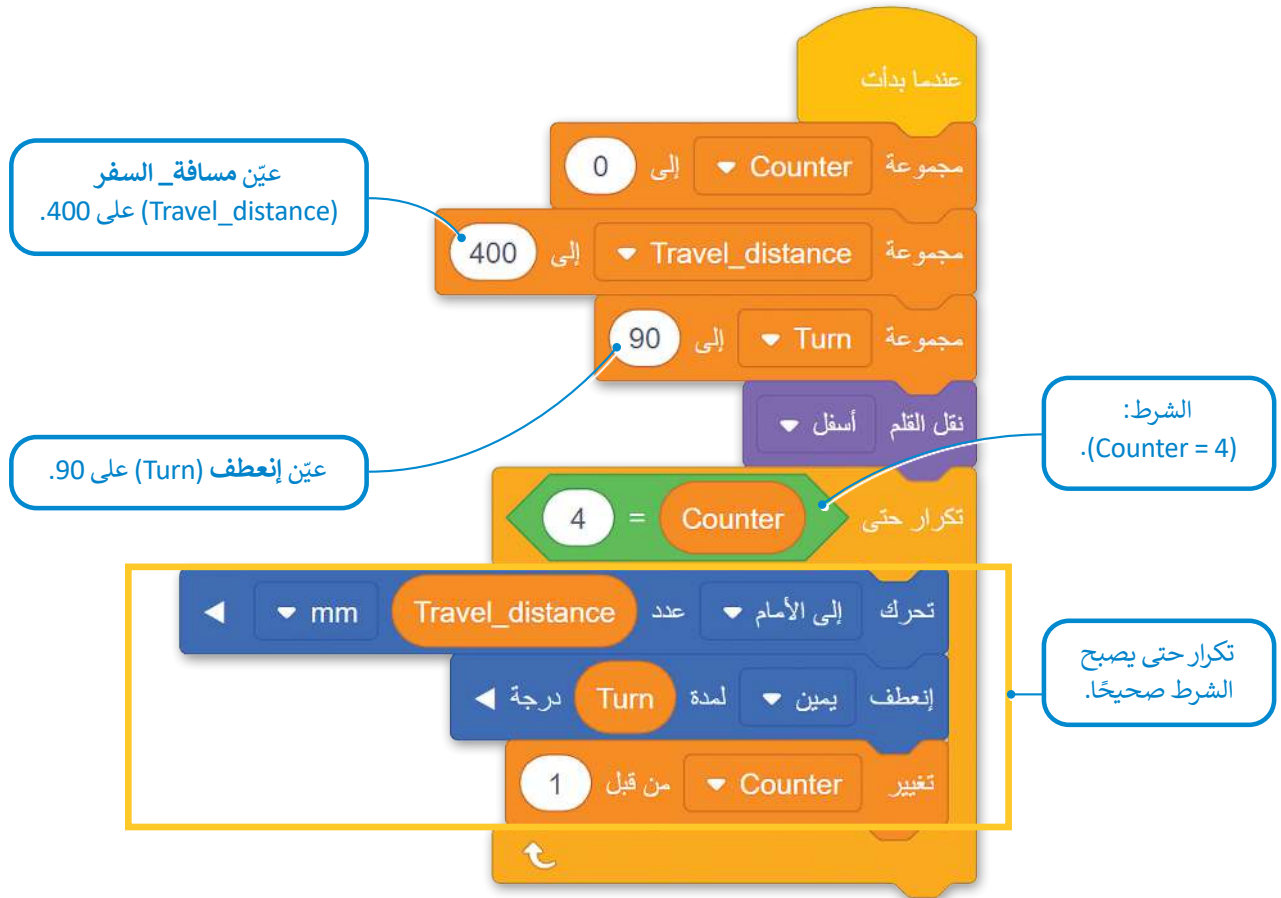 عندما بدأت
مجموعة Counter إلى 0
عيّن مسافة_ السفر
(Travel_distance) على 400.
مجموعة Travel_distance إلى 400
مجموعة Turn إلى 90
نقل القلم أسفل
الشرط:
(Counter = 4).
عيّن إنعطف (Turn) على 90.
تكرار حتى Counter = 4
تحرك إلى الأمام عدد Travel_distance mm
تكرار حتى يصبح
الشرط صحيحًا.
إنعطف يمين لمدة Turn درجة
تغيير Counter من قبل 1